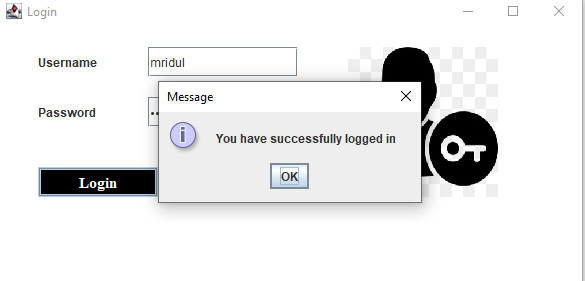 Login
Username
mridul
Password
Message
You have successfully logged in
OK
Login